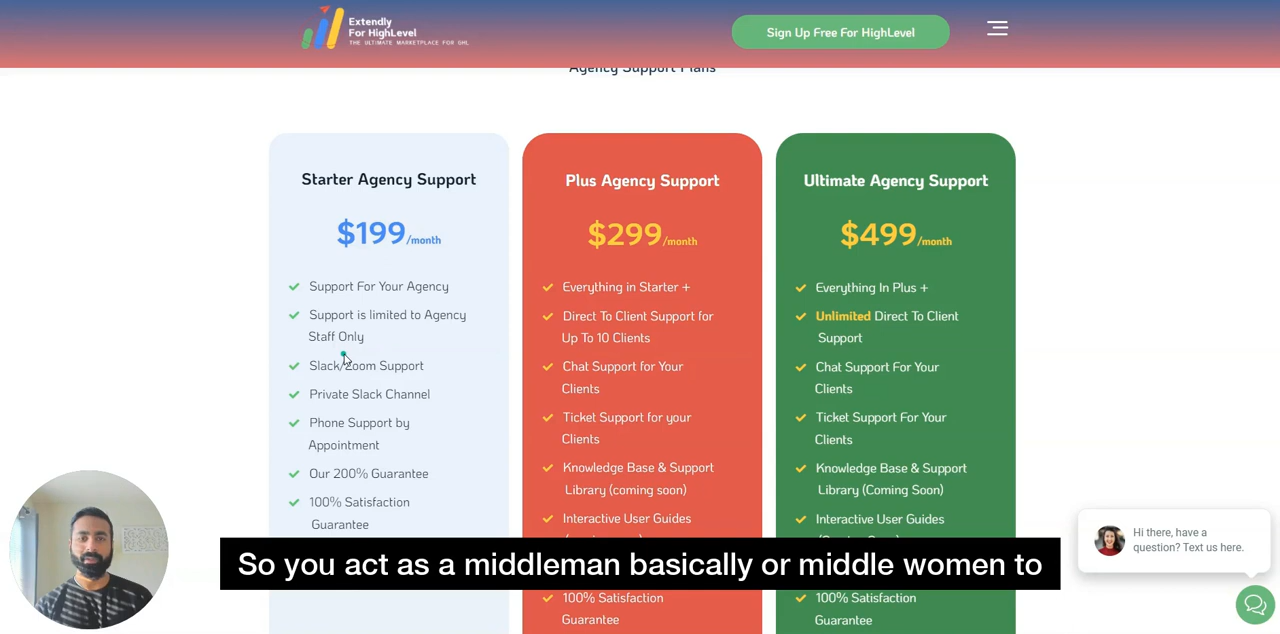 Extendly
For HighLevel
THE ULTIMATE MARKETPLACE FOR GHL
Sign Up Free For HighLevel
Agency Support Plans
Starter Agency Support
$199/month
Support For Your Agency
Support is limited to Agency
Staff Only
Slack/Zoom Support
Private Slack Channel
Phone Support by
Appointment
Our 200% Guarantee
100% Satisfaction
Guarantee
Plus Agency Support
$299/month
Everything in Starter +
Direct To Client Support for
Up To 10 Clients
Chat Support for Your
Clients
Ticket Support for your
Clients
Knowledge Base & Support
Library (coming soon)
Interactive User Guides
100% Satisfaction
Guarantee
Ultimate Agency Support
$499/month
Everything In Plus +
Unlimited Direct To Client
Support
Chat Support For Your
Clients
Ticket Support For Your
Clients
Knowledge Base & Support
Library (Coming Soon)
Interactive User Guides
100% Satisfaction
Guarantee
Hi there, have a
question? Text us here.
So you act as a middleman basically or middle women to